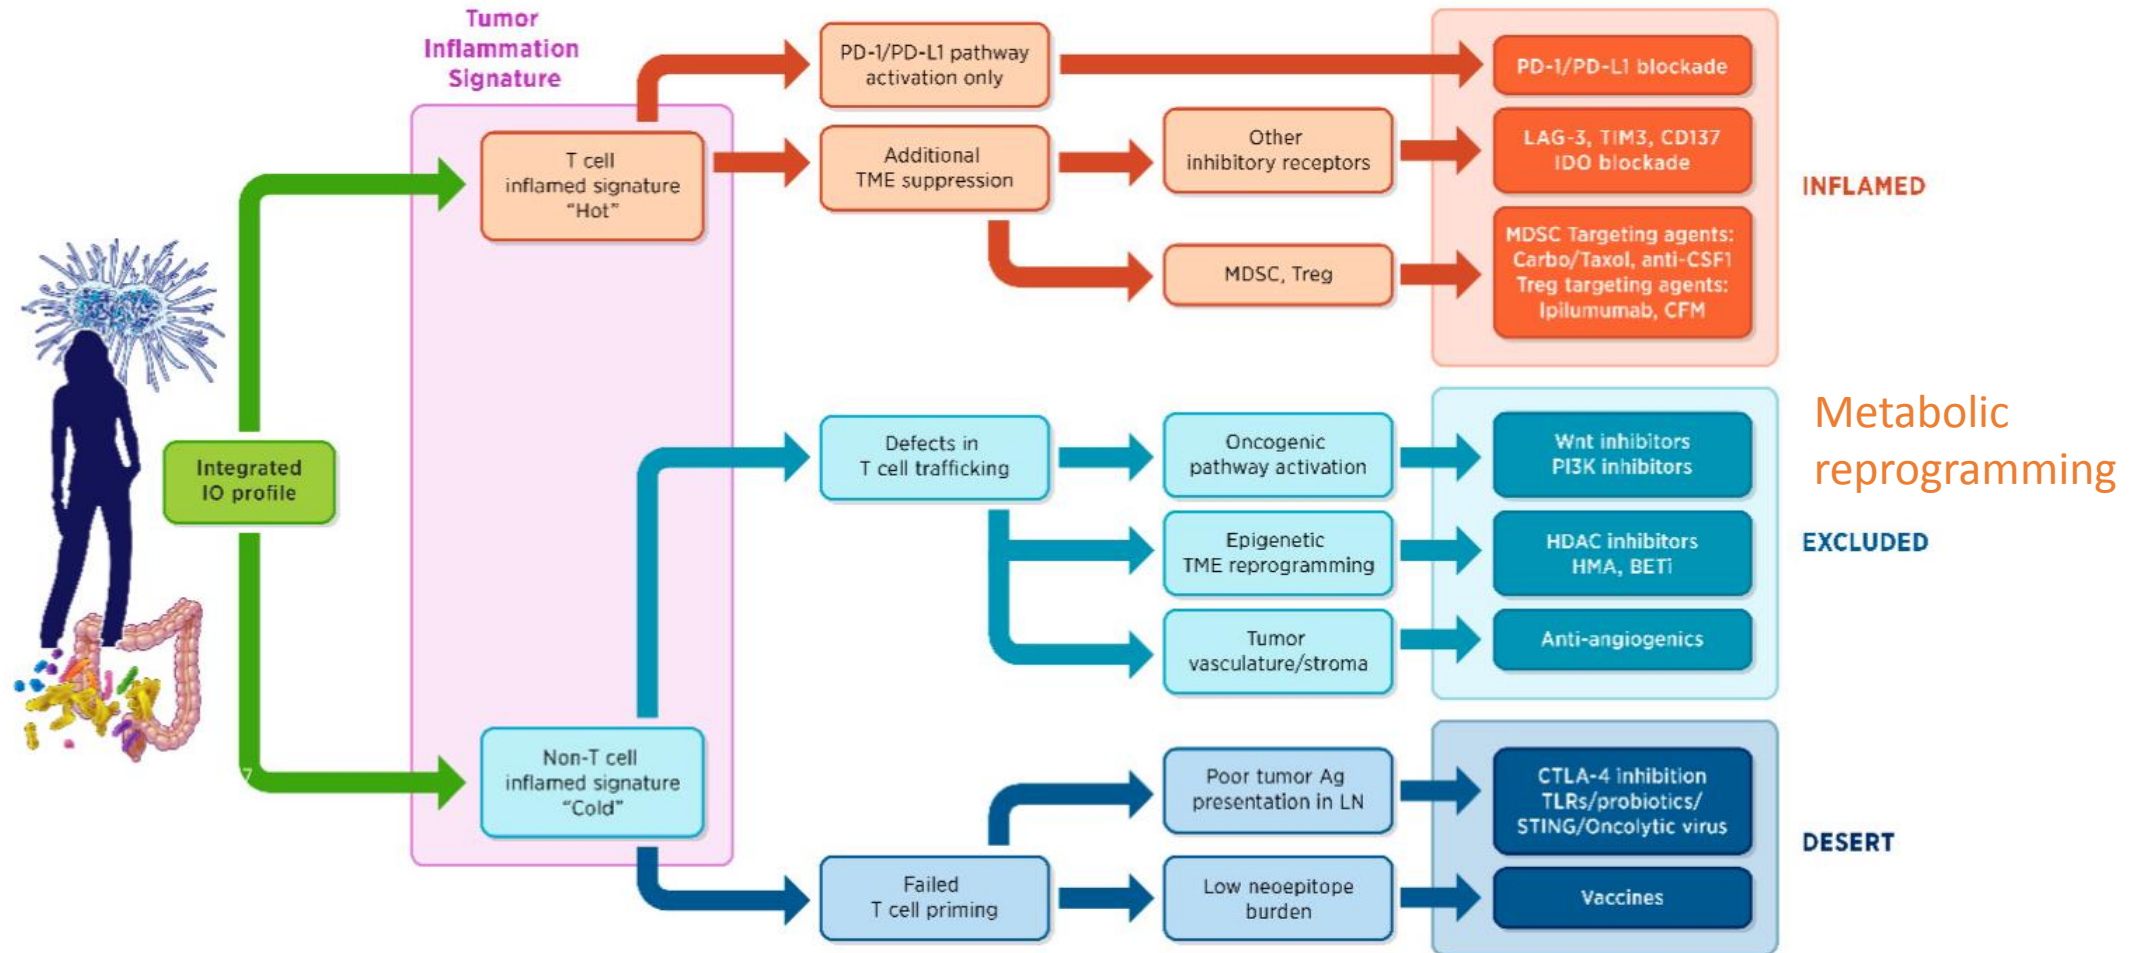 Tumor
Inflammation
Signature
Integrated
IO profile
7
T cell
inflamed signature
“Hot”
Non-T cell
inflamed signature
“Cold”
PD-1/PD-L1 pathway
activation only
PD-1/PD-L1 blockade
Additional
TME suppression
Other
inhibitory receptors
LAG-3, TIM3, CD137
IDO blockade
MDSC, Treg
MDSC Targeting agents:
Carbo/Taxol, anti-CSF1
Treg targeting agents:
Ipilumumab, CFM
INFLAMED
Defects in
T cell trafficking
Oncogenic
pathway activation
Wnt inhibitors
PI3K inhibitors
Metabolic
reprogramming
Epigenetic
TME reprogramming
HDAC inhibitors
HMA, BETi
EXCLUDED
Tumor
vasculature/stroma
Anti-angiogenics
Failed
T cell priming
Poor tumor Ag
presentation in LN
CTLA-4 inhibition
TLRs/probiotics/
STING/Oncolytic virus
DESERT
Low neoepitope
burden
Vaccines